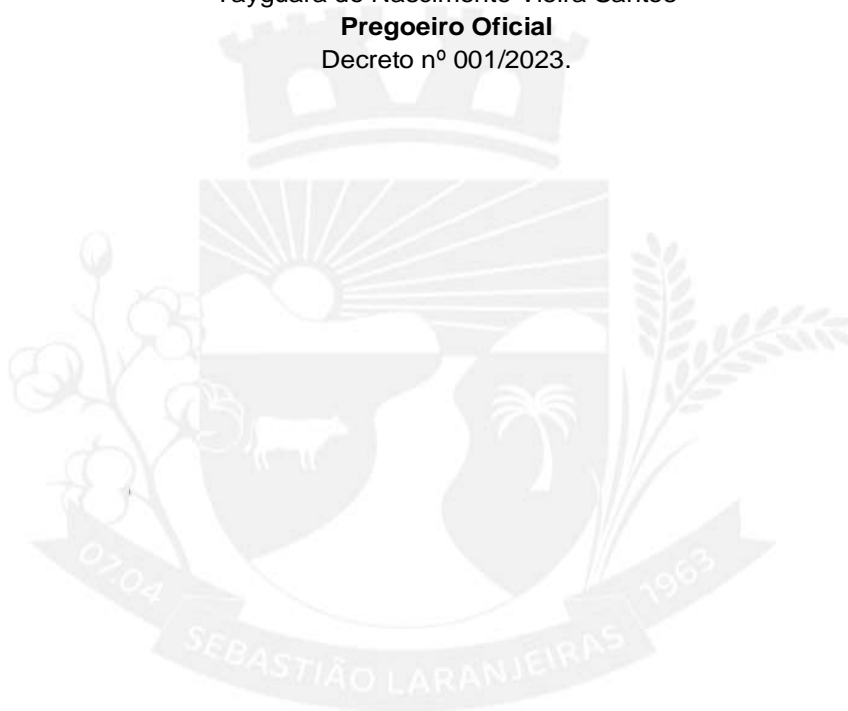 Pregoeiro Oficial
Decreto nº 001/2023.
07.04
1963
SEBASTIÃO LARANJEIRAS